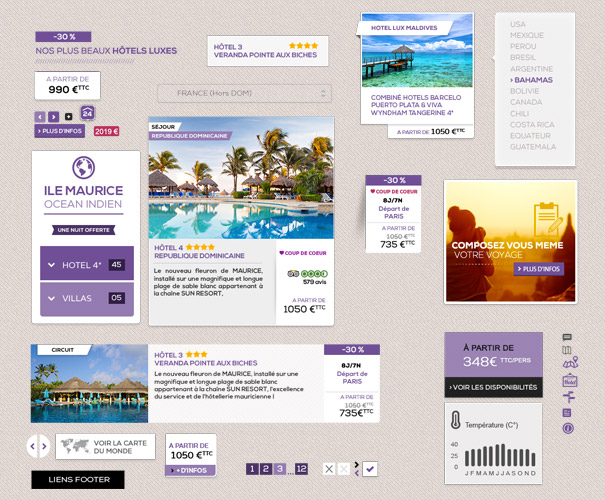 -30 %
NOS PLUS BEAUX HÔTELS LUXES
A PARTIR DE
990 €TTC
24
+ PLUS D'INFOS
2019 €
HÔTEL 3
VERANDA POINTE AUX BICHES
FRANCE (Hors DOM)
HOTEL LUX MALDIVES
COMBINÉ HOTELS BARCELO
PUERTO PLATA & VIVA
WYNDHAM TANGERINE 4*
A PARTIR DE 1050 €TTC
USA
MEXIQUE
PEROU
BRESIL
ARGENTINE
› BAHAMAS
BOLIVIE
CANADA
CHILI
COSTA RICA
EQUATEUR
GUATEMALA
ILE MAURICE
OCEAN INDIEN
UNE NUIT OFFERTE
HOTEL 4* 45
VILLAS 05
SÉJOUR
REPUBLIQUE DOMINICAINE
HÔTEL 4
REPUBLIQUE DOMINICAINE
Le nouveau fleuron de MAURICE,
installé sur une magnifique et longue
plage de sable blanc appartenant à
la chaîne SUN RESORT,
COUP DE COEUR
579 avis
A PARTIR DE
1050 €TTC
-30 %
COUP DE COEUR
8J/7N
Départ de
PARIS
A PARTIR DE
1050 €TTC
735 €TTC
COMPOSEZ VOUS MEME
VOTRE VOYAGE
› PLUS D'INFOS
CIRCUIT
HÔTEL 3
VERANDA POINTE AUX BICHES
Le nouveau fleuron de MAURICE, installé sur une
magnifique et longue plage de sable blanc
appartenant à la chaîne SUN RESORT, l'excellence
du service et de l'hôtellerie mauricienne !
-30 %
8J/7N
Départ de
PARIS
A PARTIR DE
1050 €TTC
735€TTC
À PARTIR DE
348€ TTC/PERS
› VOIR LES DISPONIBILITÉS
Température (C°)
40
20
0
J F M A M J J A S O N D
Hotel
VOIR LA CARTE
DU MONDE
A PARTIR DE
1050 €TTC
› + D'INFOS
1 2 3 ... 12
LIENS FOOTER